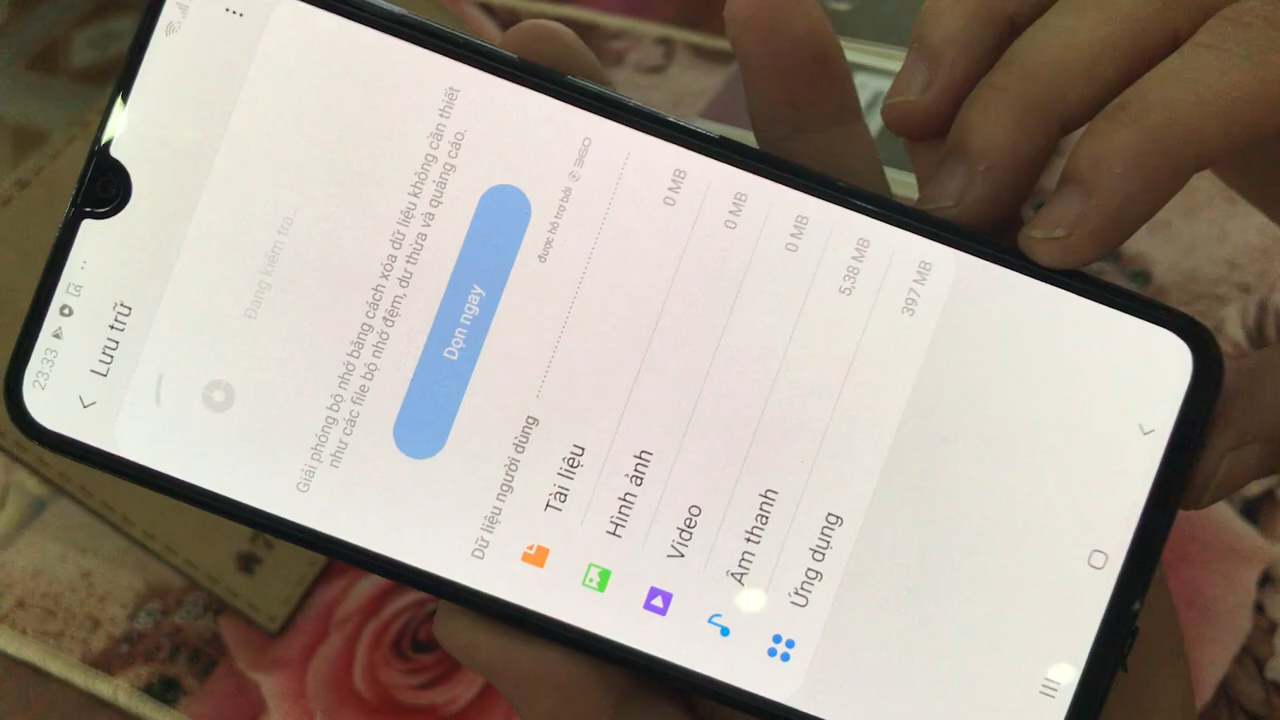 23:33
Lưu trữ
Đang kiểm tra...
Giải phóng bộ nhớ bằng cách xóa dữ liệu không cần thiết
như các file bộ nhớ đệm, dư thừa và quảng cáo.
Dọn ngay
được hỗ trợ bởi 360
Dữ liệu người dùng
Tài liệu 0 MB
Hình ảnh 0 MB
Video 0 MB
Âm thanh 5,38 MB
Ứng dụng 397 MB